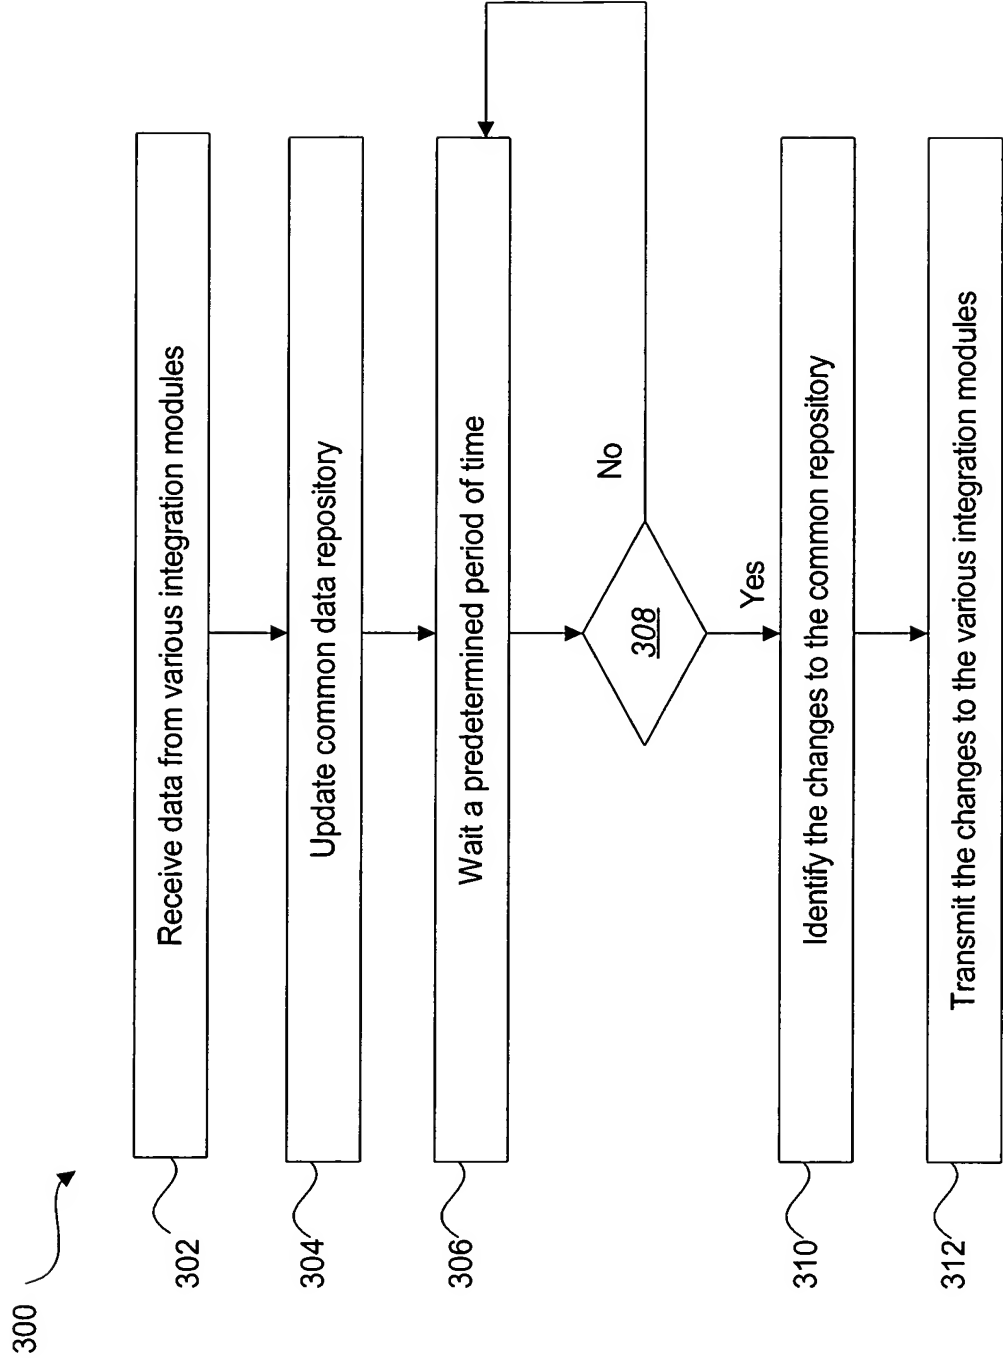 300
302
Receive data from various integration modules
304
Update common data repository
306
Wait a predetermined period of time
308
No
Yes
310
Identify the changes to the common repository
312
Transmit the changes to the various integration modules